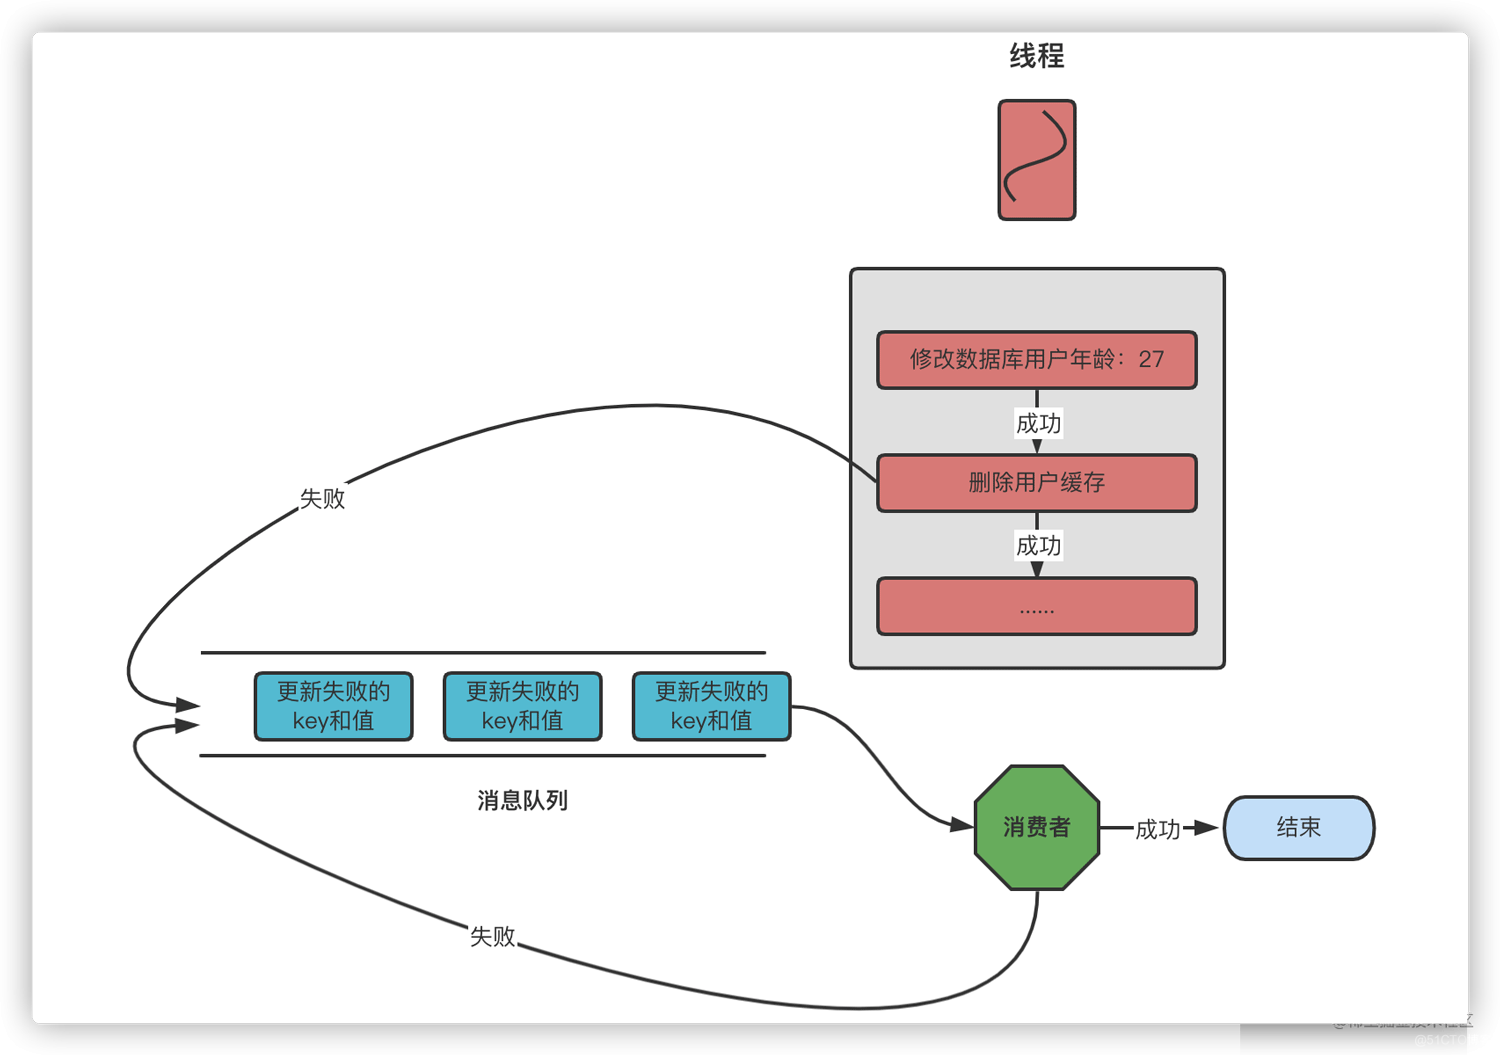 线程
修改数据库用户年龄：27
成功
删除用户缓存
成功
......
失败
更新失败的
key和值
更新失败的
key和值
更新失败的
key和值
消息队列
消费者
成功
结束
失败